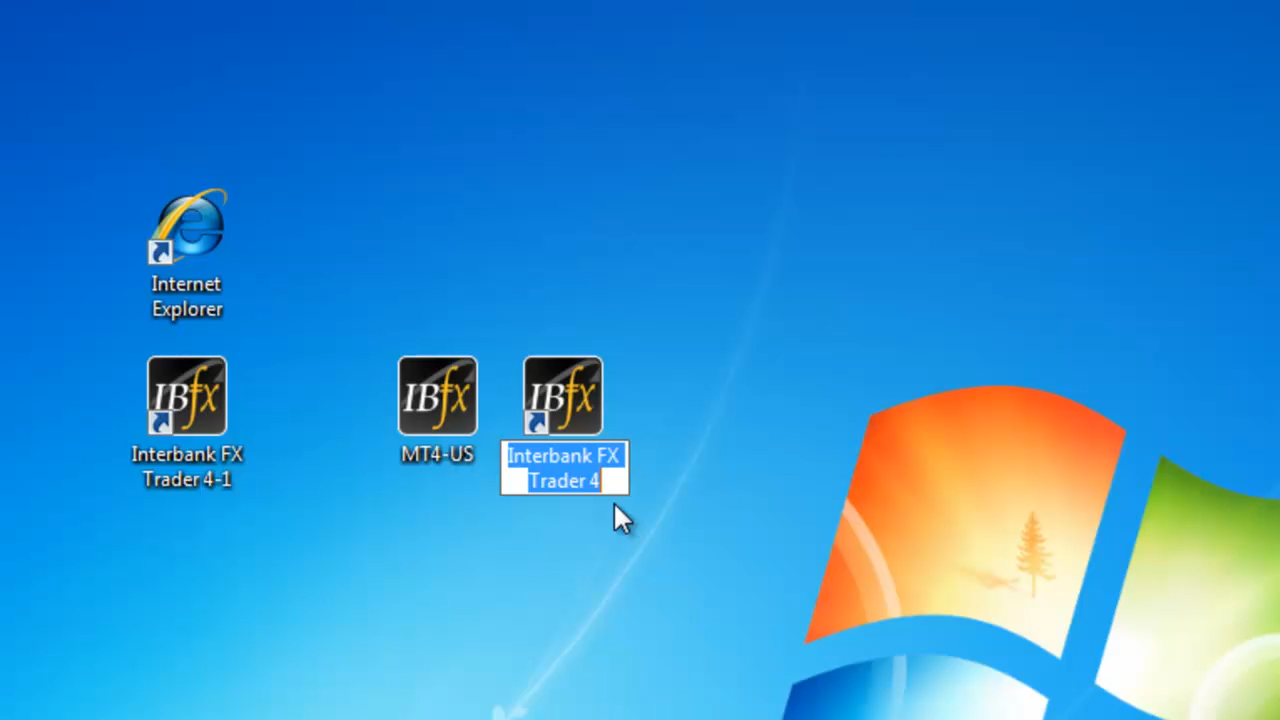 Internet
Explorer
IBfx
Interbank FX
Trader 4-1
IBfx
MT4-US
IBfx
Interbank FX
Trader 4